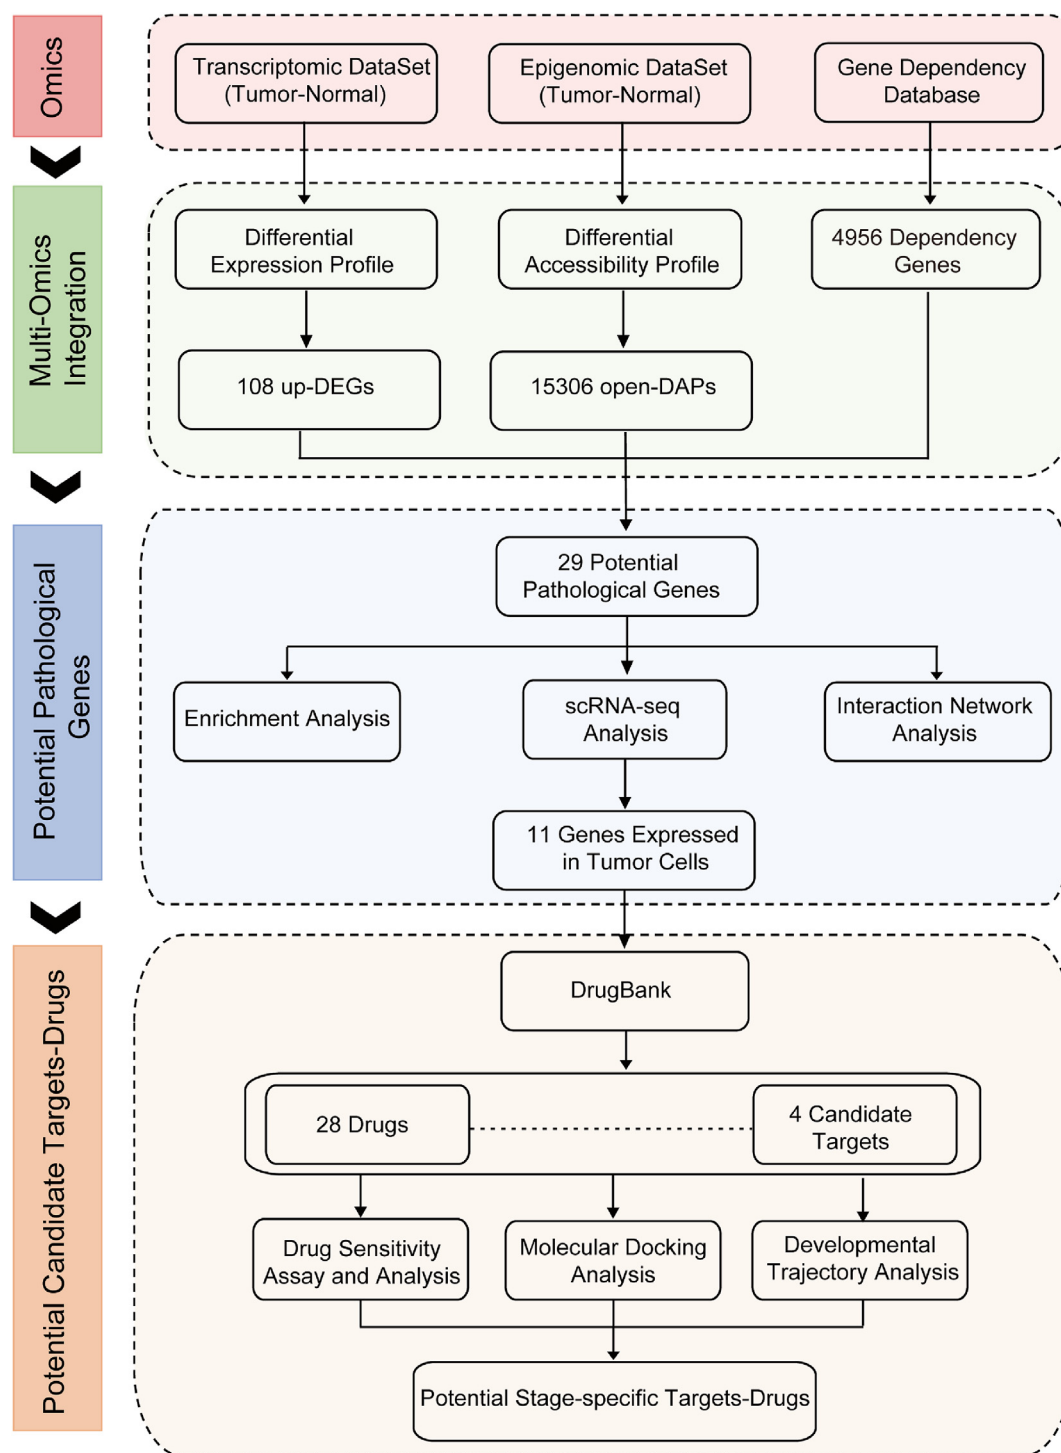 Omics
Transcriptomic DataSet
(Tumor-Normal)
Epigenomic DataSet
(Tumor-Normal)
Gene Dependency
Database
Multi-Omics
Integration
Differential
Expression Profile
Differential
Accessibility Profile
4956 Dependency
Genes
108 up-DEGs
15306 open-DAPs
Potential Pathological
Genes
29 Potential
Pathological Genes
Enrichment Analysis
scRNA-seq
Analysis
Interaction Network
Analysis
11 Genes Expressed
in Tumor Cells
Potential Candidate Targets-Drugs
DrugBank
28 Drugs
4 Candidate
Targets
Drug Sensitivity
Assay and Analysis
Molecular Docking
Analysis
Developmental
Trajectory Analysis
Potential Stage-specific Targets-Drugs